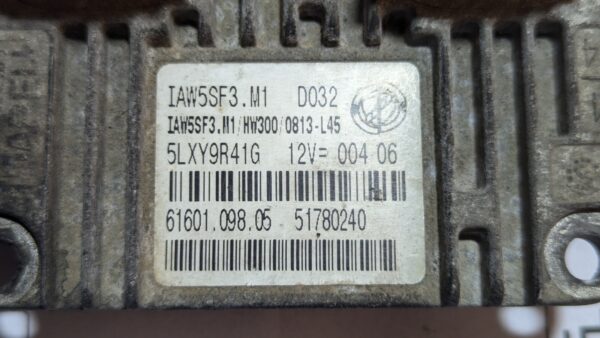 IAW5SF3.M1 D032
IAW5SF3.M1/HW300/0813-L45
5LXY9R41G 12V= 004 06
61601.098.05 51780240